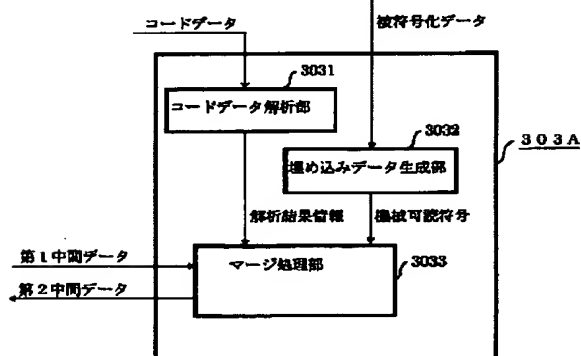 コードデータ
被符号化データ
3031
コードデータ解析部
3032
303A
埋め込みデータ生成部
解析結果情報
機械可読符号
第1中間データ
マージ処理部
3033
第2中間データ